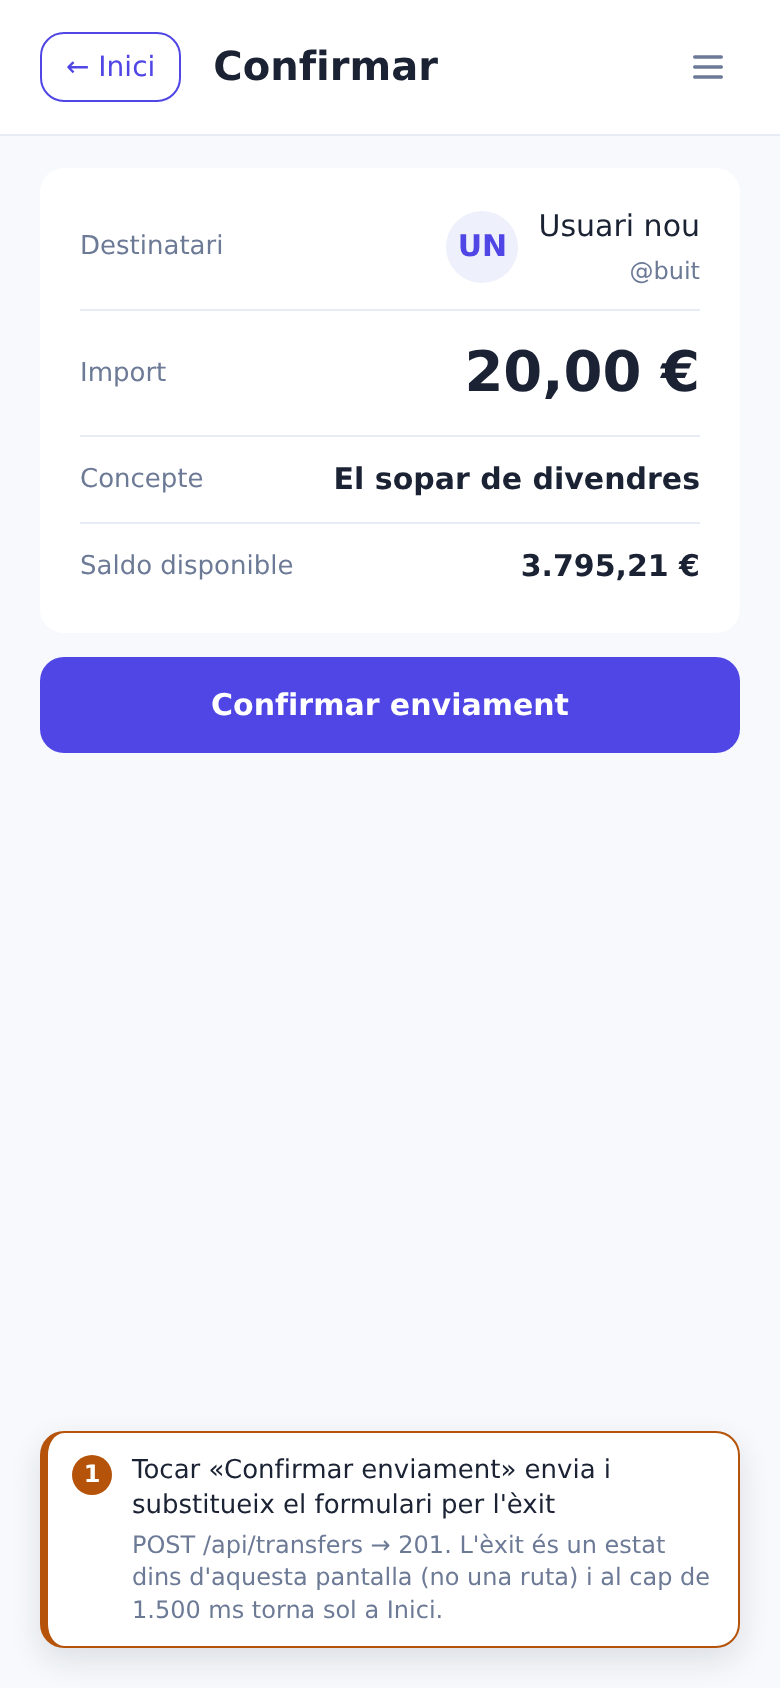 ← Inici
Confirmar
Destinatari
UN
Usuari nou
@buit
Import
20,00 €
Concepte
El sopar de divendres
Saldo disponible
3.795,21 €
Confirmar enviament
1
Tocar «Confirmar enviament» envia i
substitueix el formulari per l'èxit
POST /api/transfers → 201. L'èxit és un estat
dins d'aquesta pantalla (no una ruta) i al cap de
1.500 ms torna sol a Inici.